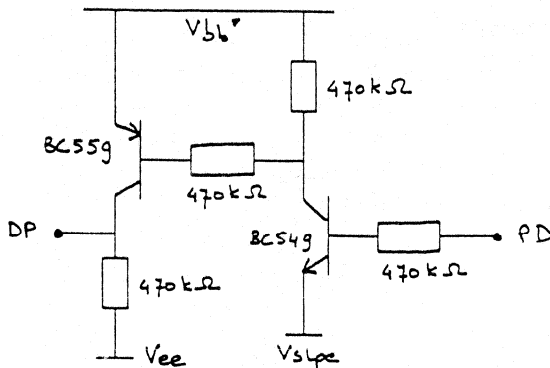 Vbb'
470kΩ
BC559
470kΩ
DP
BC549
PD
470kΩ
470kΩ
Vee
Vslpe